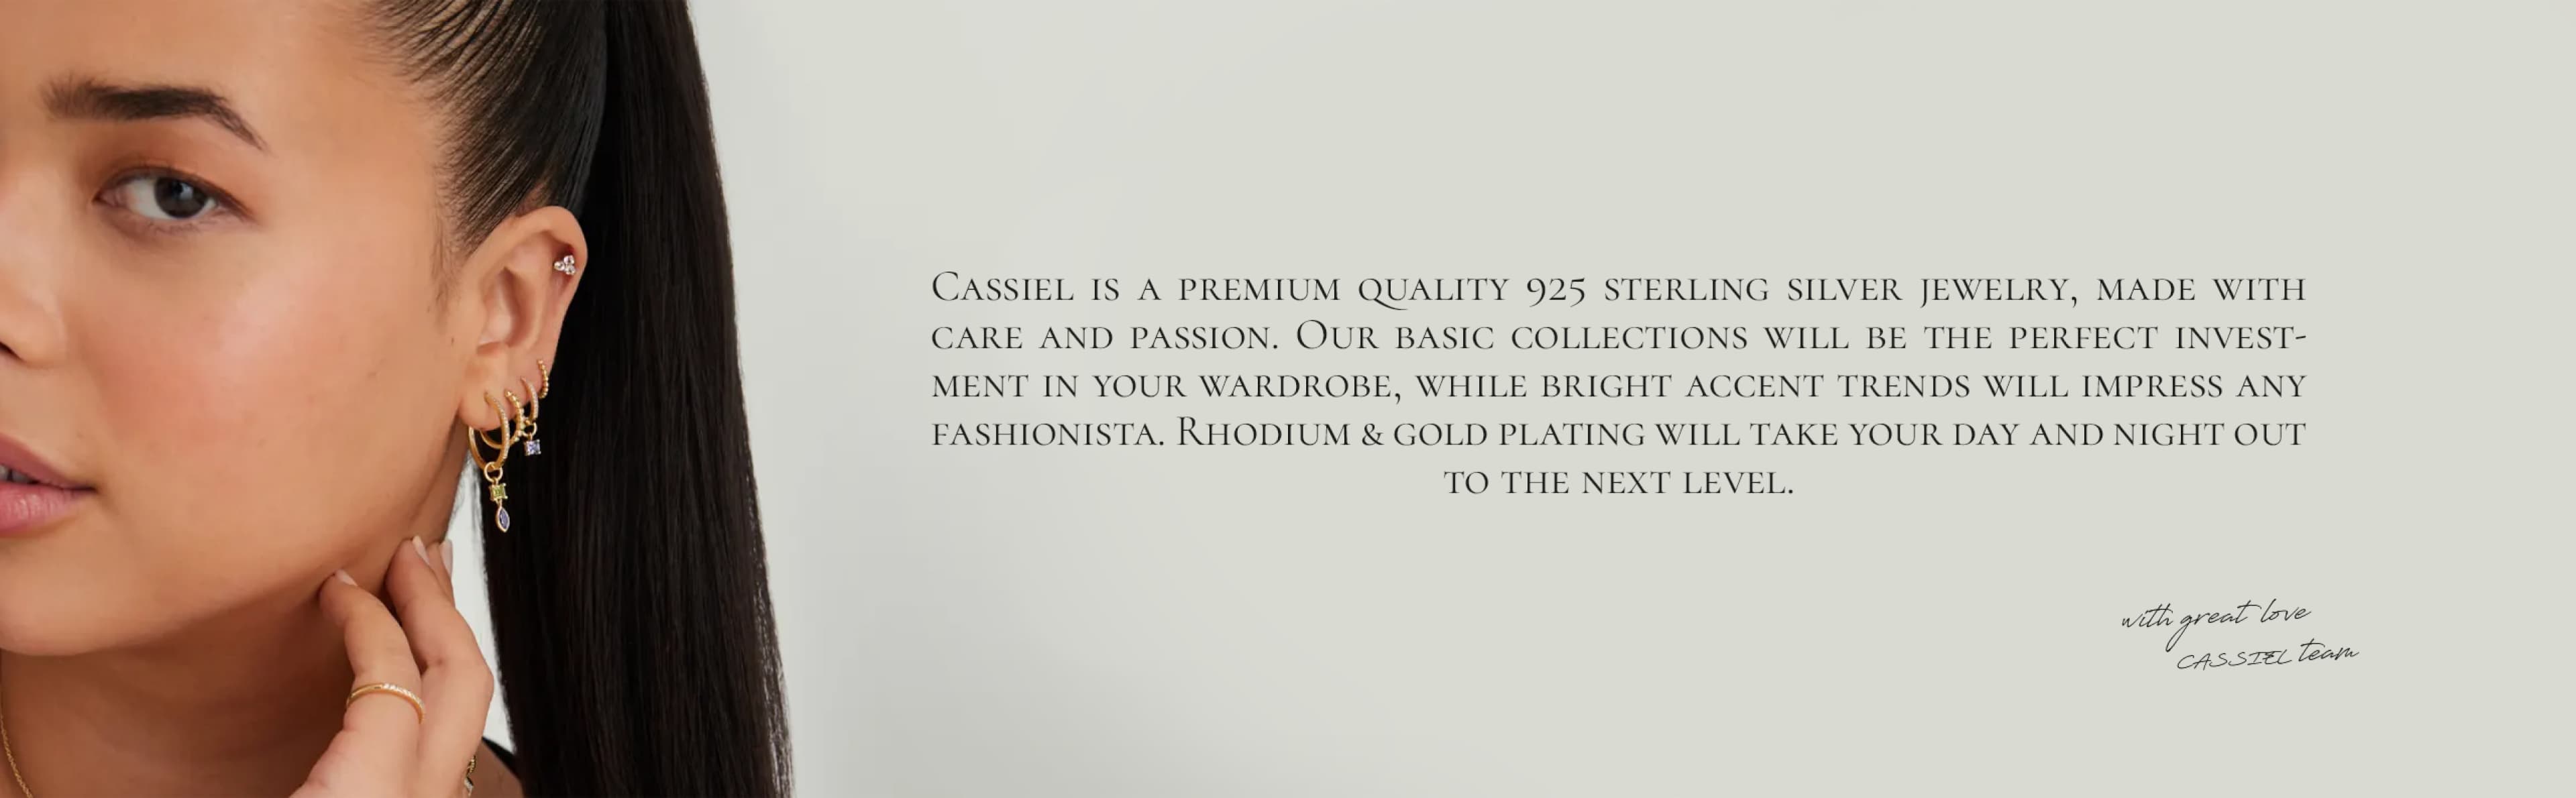 Cassiel is a premium quality 925 sterling silver jewelry, made with
care and passion. Our basic collections will be the perfect invest-
ment in your wardrobe, while bright accent trends will impress any
fashionista. Rhodium & gold plating will take your day and night out
to the next level.
with great love
CASSIEL team